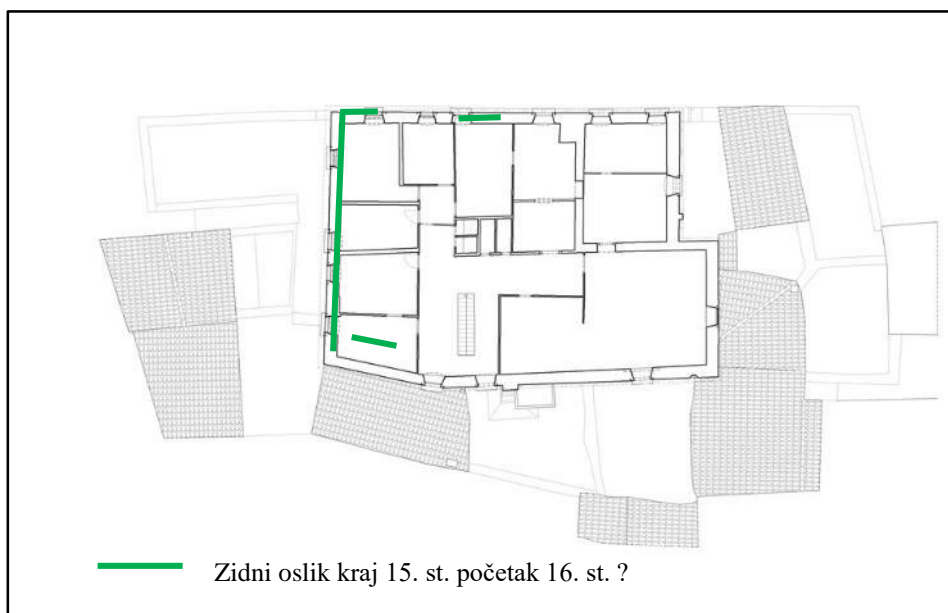 Zidni oslik kraj 15. st. početak 16. st. ?